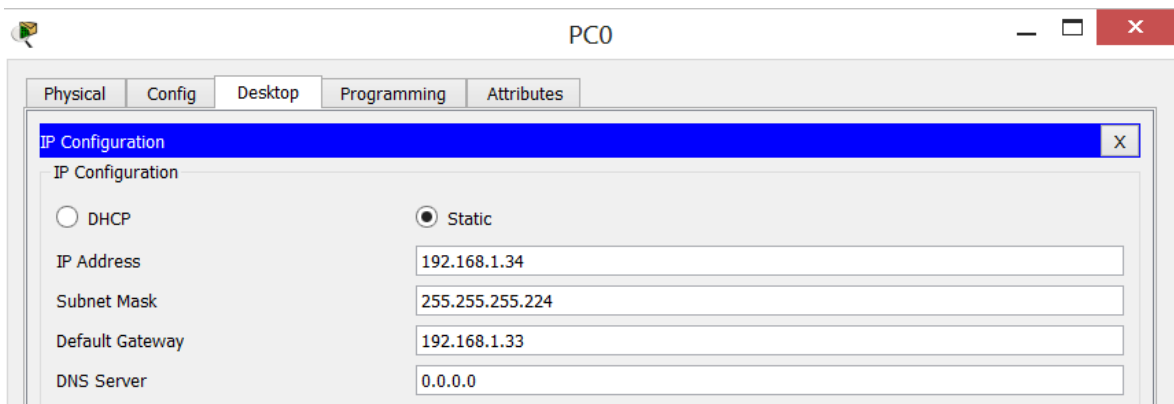 PC0
Physical Config Desktop Programming Attributes
IP Configuration X
IP Configuration
DHCP Static
IP Address 192.168.1.34
Subnet Mask 255.255.255.224
Default Gateway 192.168.1.33
DNS Server 0.0.0.0